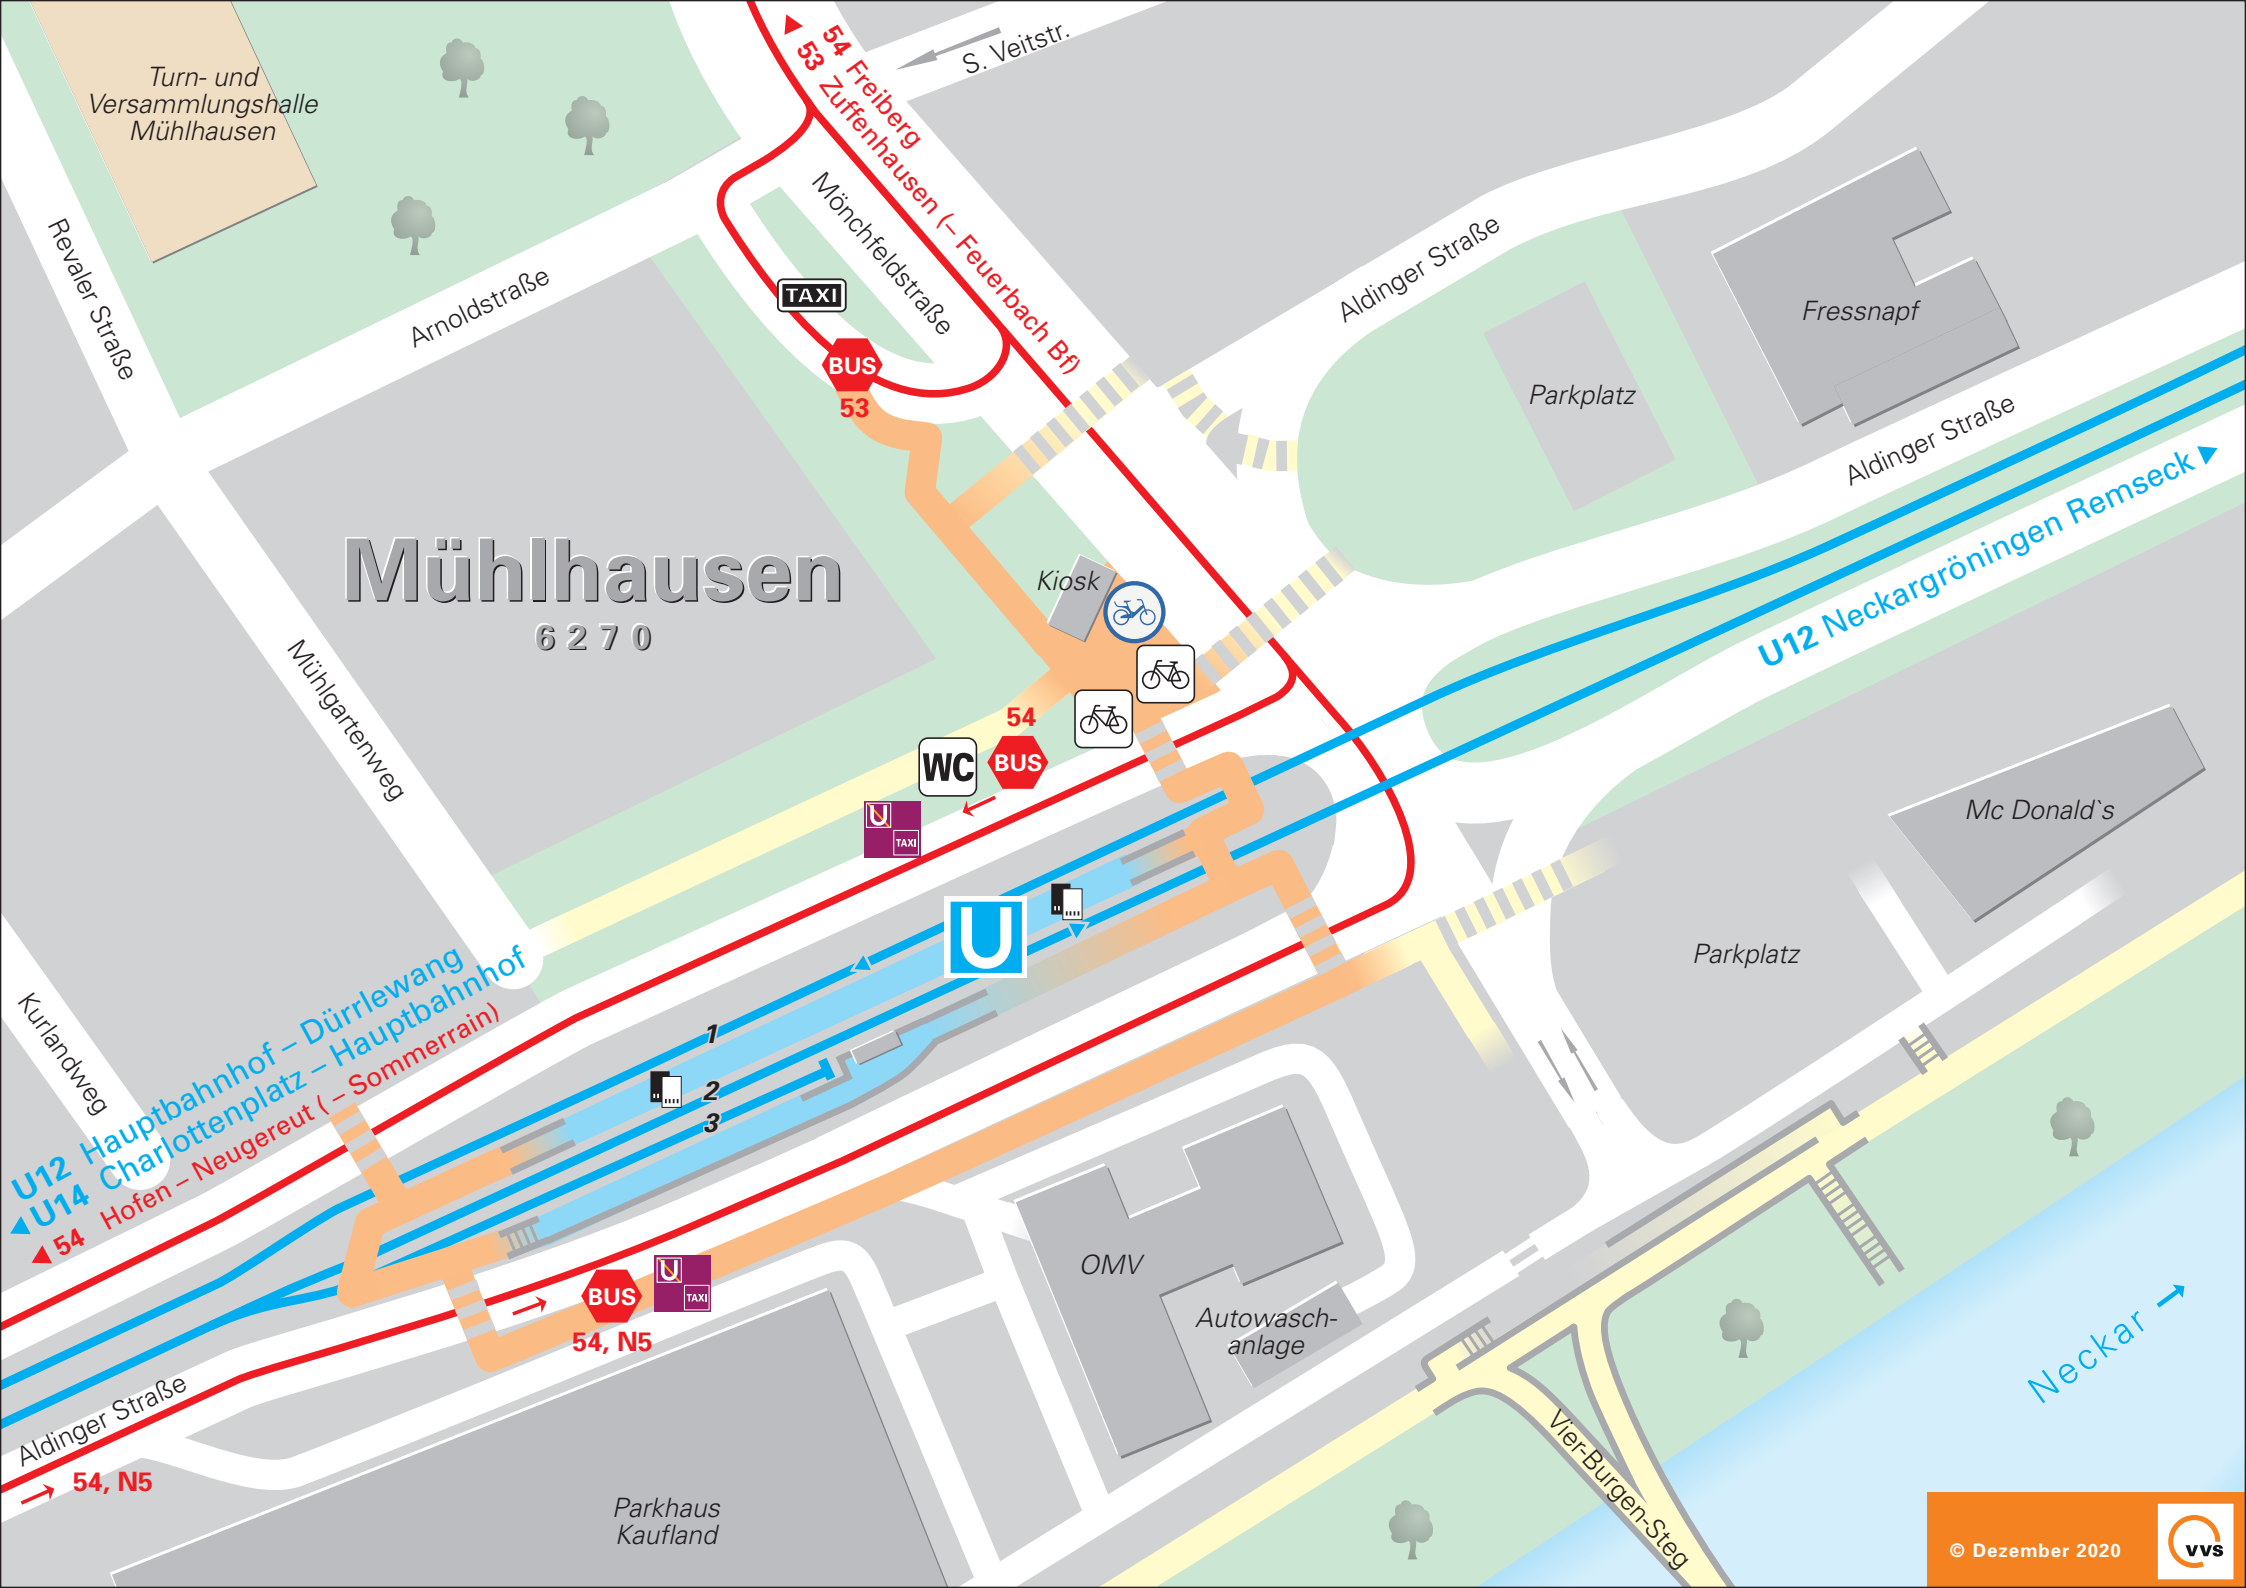 Turn- und
Versammlungshalle
Mühlhausen
S. Veitstr.
54 Freiberg
53 Zuffenhausen (– Feuerbach Bf)
Mönchfeldstraße
Revaler Straße
Arnoldstraße
TAXI
BUS
53
Aldinger Straße
Fressnapf
Parkplatz
Aldinger Straße
U12 Neckargröningen Remseck
Mühlhausen
6270
Kiosk
Mühlgartenweg
54
BUS
WC
U
TAXI
Mc Donald`s
Parkplatz
U
1
2
3
Kurlandweg
U12 Hauptbahnhof – Dürrlewang
U14 Charlottenplatz – Hauptbahnhof
54 Hofen – Neugereut ( – Sommerrain)
BUS
54, N5
U
TAXI
OMV
Autowasch-
anlage
Neckar
Aldinger Straße
54, N5
Parkhaus
Kaufland
Vier-Burgen-Steg
© Dezember 2020
VVS